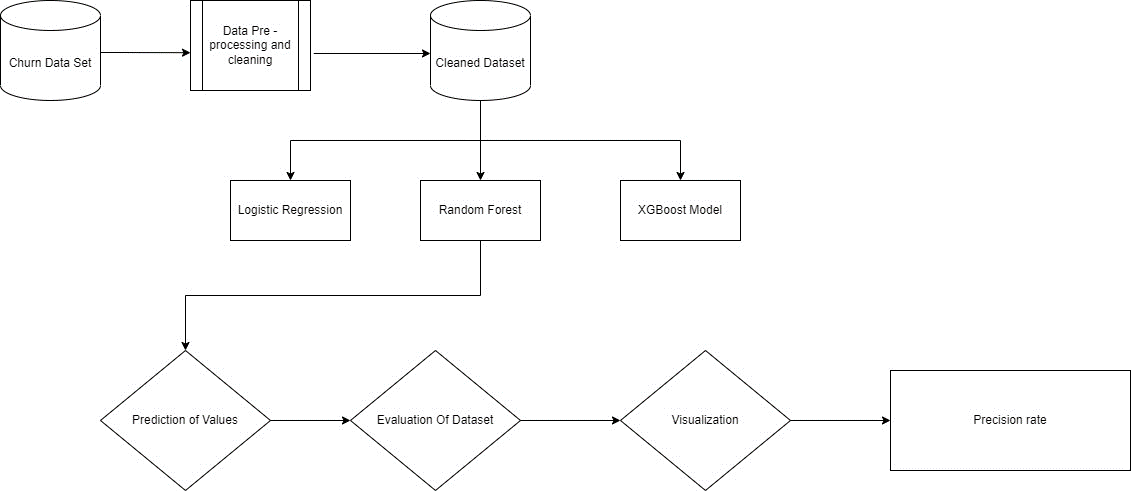 Churn Data Set
Data Pre -
processing and
cleaning
Cleaned Dataset
Logistic Regression
Random Forest
XGBoost Model
Prediction of Values
Evaluation Of Dataset
Visualization
Precision rate